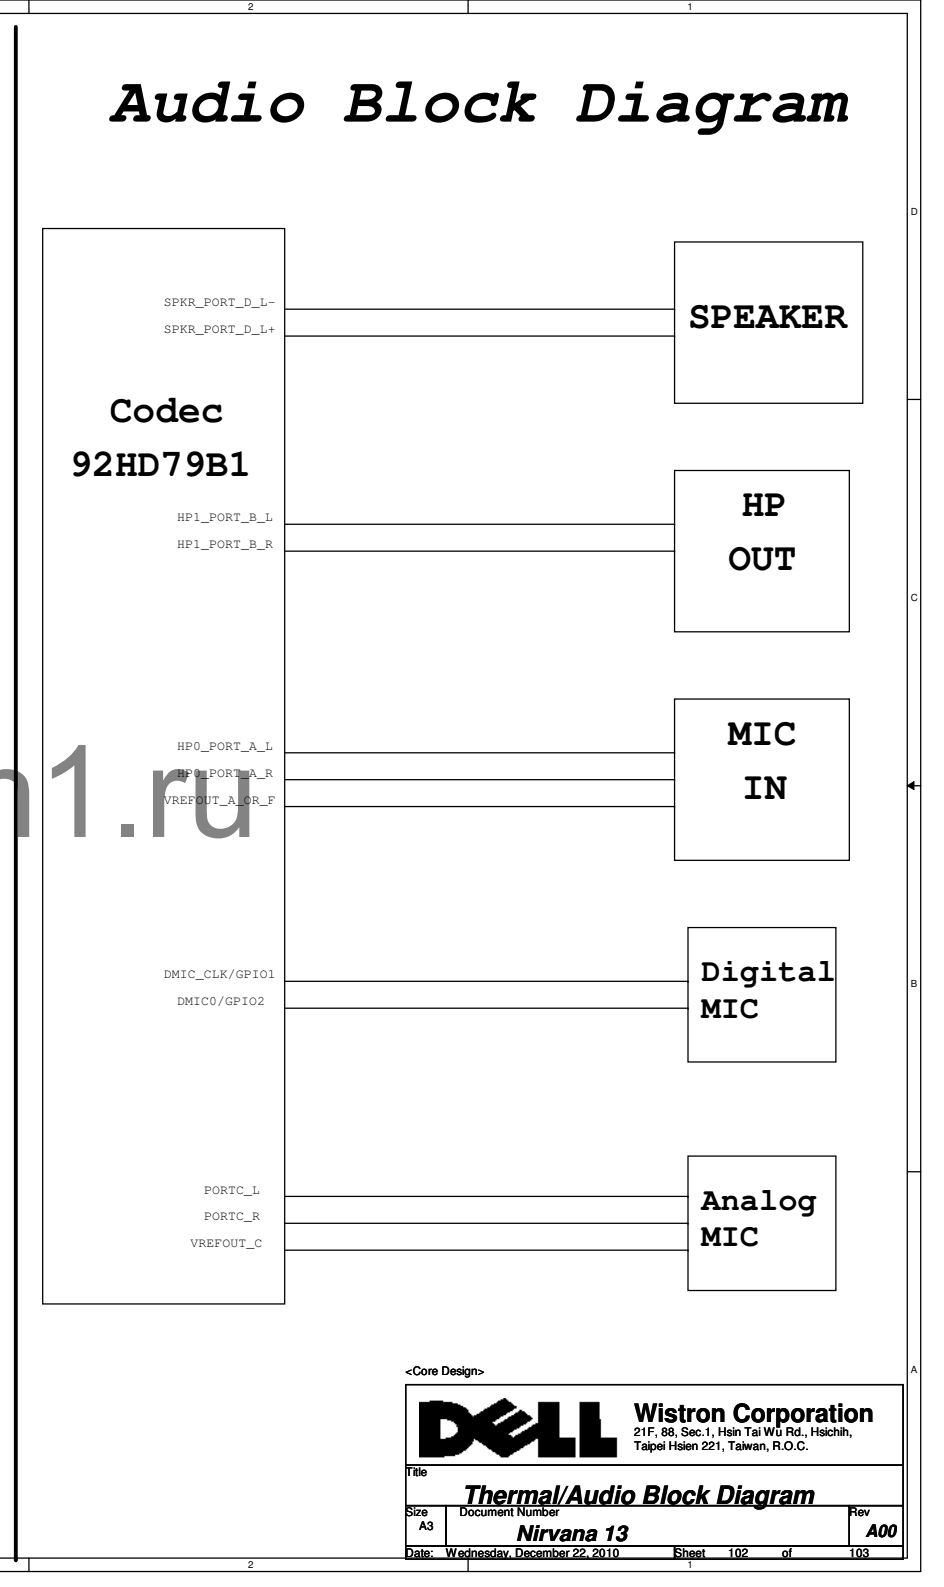 2
1
Audio Block Diagram
D
SPKR_PORT_D_L-
SPKR_PORT_D_L+
SPEAKER
Codec
92HD79B1
HP1_PORT_B_L
HP1_PORT_B_R
HP
OUT
C
HP0_PORT_A_L
HP0_PORT_A_R
VREFOUT_A_OR_F
MIC
IN
n1.ru
DMIC_CLK/GPIO1
DMIC0/GPIO2
Digital
MIC
B
PORTC_L
PORTC_R
VREFOUT_C
Analog
MIC
<Core Design>
A
DELL
Wistron Corporation
21F, 88, Sec.1, Hsin Tai Wu Rd., Hsichih,
Taipei Hsien 221, Taiwan, R.O.C.
Title
Thermal/Audio Block Diagram
Size
A3
Document Number
Nirvana 13
Rev
A00
Date: Wednesday, December 22, 2010
Sheet 102 of 103
2
1